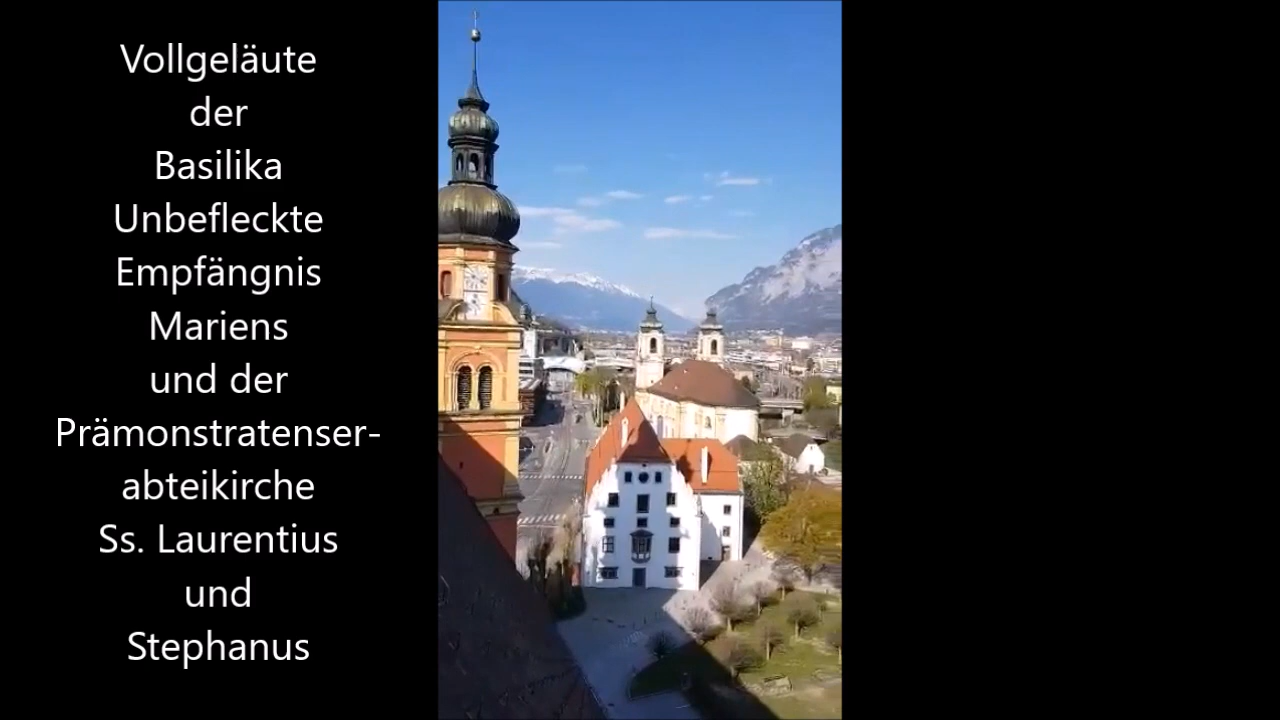 Vollgeläute
der
Basilika
Unbefleckte
Empfängnis
Mariens
und der
Prämonstratenser-
abteikirche
Ss. Laurentius
und
Stephanus